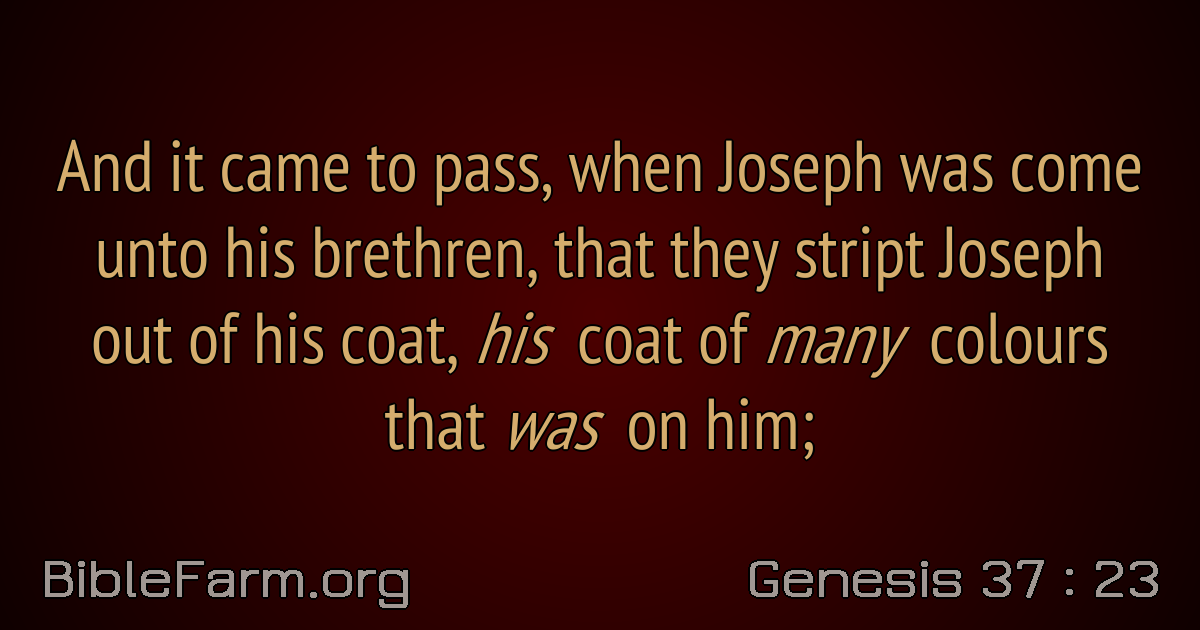 And it came to pass, when Joseph was come
unto his brethren, that they stript Joseph
out of his coat, his coat of many colours
that was on him;
BibleFarm.org
Genesis 37 : 23